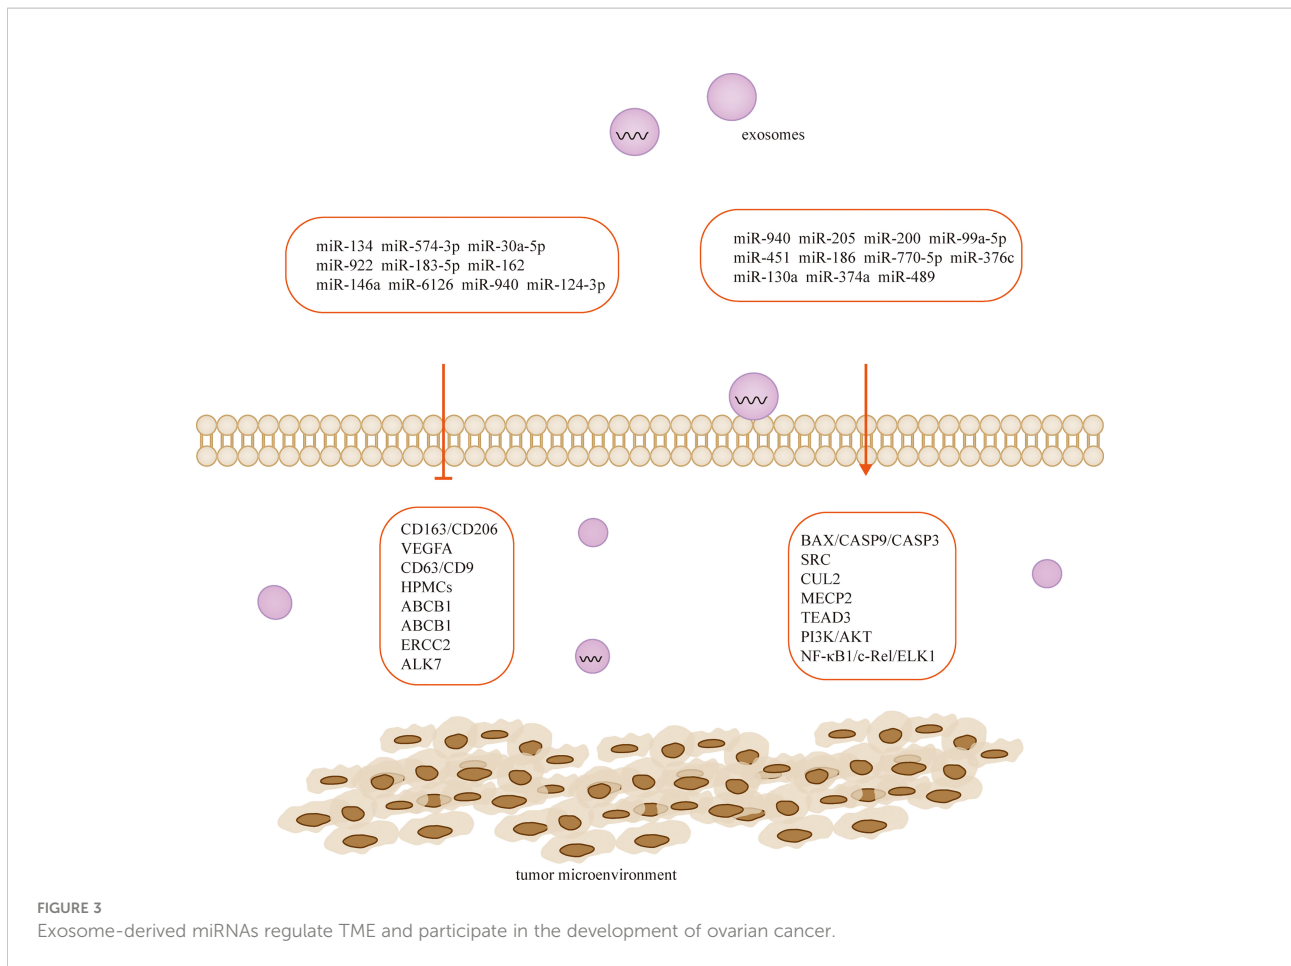 exosomes
miR-134 miR-574-3p miR-30a-5p
miR-922 miR-183-5p miR-162
miR-146a miR-6126 miR-940 miR-124-3p
miR-940 miR-205 miR-200 miR-99a-5p
miR-451 miR-186 miR-770-5p miR-376c
miR-130a miR-374a miR-489
CD163/CD206
VEGFA
CD63/CD9
HPMCs
ABCB1
ABCB1
ERCC2
ALK7
BAX/CASP9/CASP3
SRC
CUL2
MECP2
TEAD3
PI3K/AKT
NF-κB1/c-Rel/ELK1
tumor microenvironment
FIGURE 3
Exosome-derived miRNAs regulate TME and participate in the development of ovarian cancer.